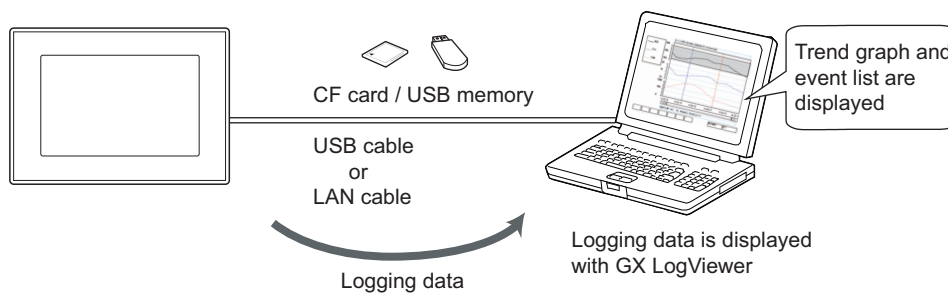 CF card / USB memory
USB cable
or
LAN cable
Logging data
Trend graph and
event list are
displayed
Logging data is displayed
with GX LogViewer